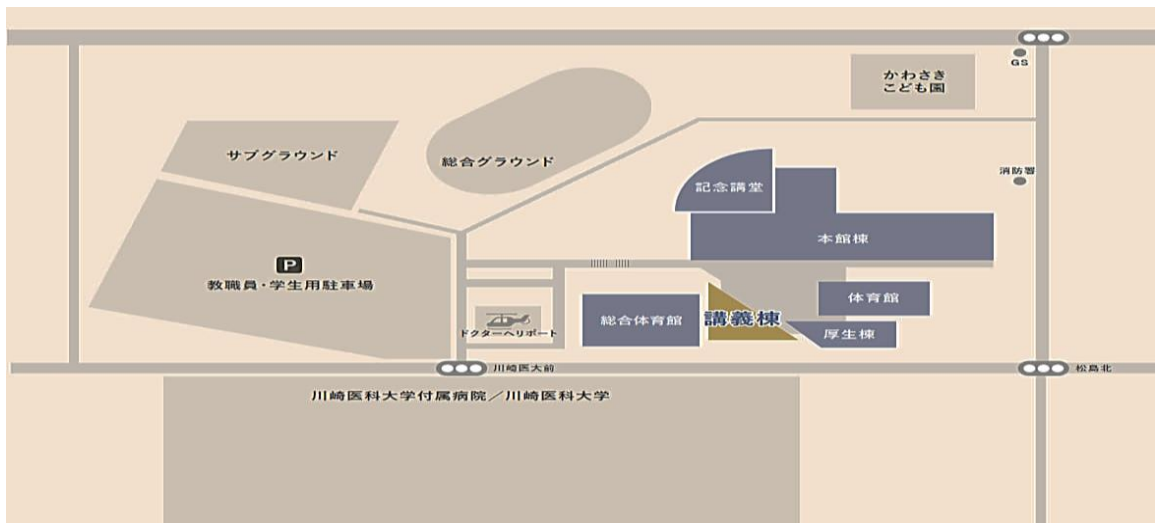 GS
かわさき
こども園
サブグラウンド
総合グラウンド
消防署
記念講堂
本館棟
P
教職員・学生用駐車場
体育館
総合体育館
講義棟
ドクターヘリポート
厚生棟
川崎医大前
松島北
川崎医科大学付属病院／川崎医科大学